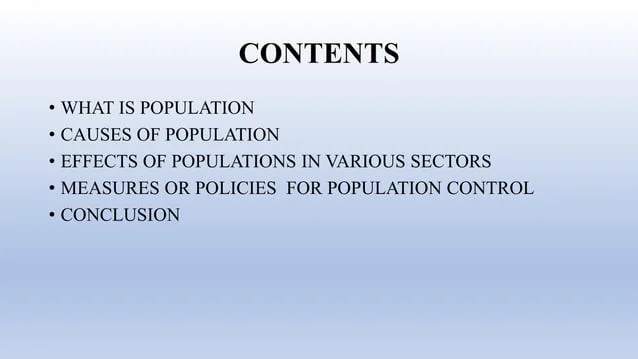 CONTENTS
• WHAT IS POPULATION
• CAUSES OF POPULATION
• EFFECTS OF POPULATIONS IN VARIOUS SECTORS
• MEASURES OR POLICIES  FOR POPULATION CONTROL
• CONCLUSION